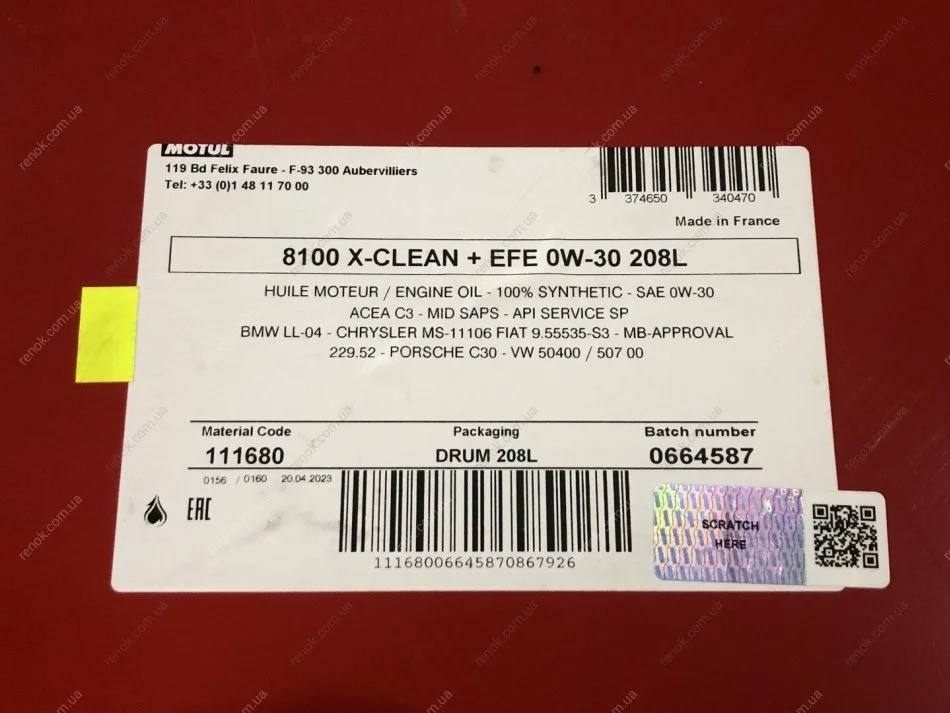 MOTUL
119 Bd Felix Faure - F-93 300 Aubervilliers
Tel: +33 (0)1 48 11 70 00
3 374650 340470
Made in France
8100 X-CLEAN + EFE 0W-30 208L
HUILE MOTEUR / ENGINE OIL - 100% SYNTHETIC - SAE 0W-30
ACEA C3 - MID SAPS - API SERVICE SP
BMW LL-04 - CHRYSLER MS-11106 FIAT 9.55535-S3 - MB-APPROVAL
229.52 - PORSCHE C30 - VW 50400 / 507 00
Material Code Packaging Batch number
111680 DRUM 208L 0664587
0156 / 0160 20.04.2023
EAC
SCRATCH
HERE
11168006645870867926
renok.com.ua